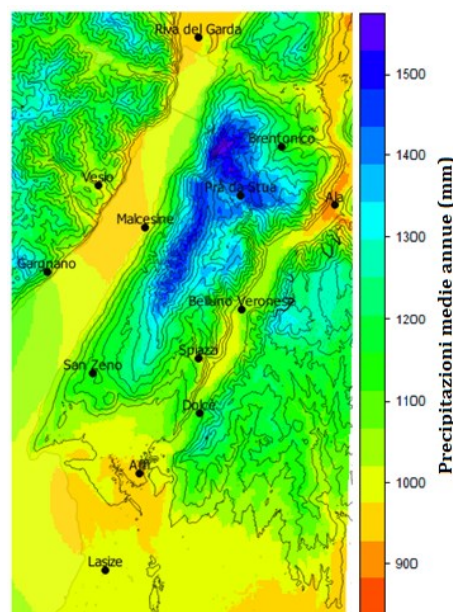 Riva del Garda
Brentonico
Pra da Stua
Vesio
Ala
Malcesine
Gargnano
Belluno Veronese
San Zeno
Spiazzi
Dolcè
Affi
Lasize
1500
1400
1300
1200
1100
1000
900
Precipitazioni medie annue (mm)